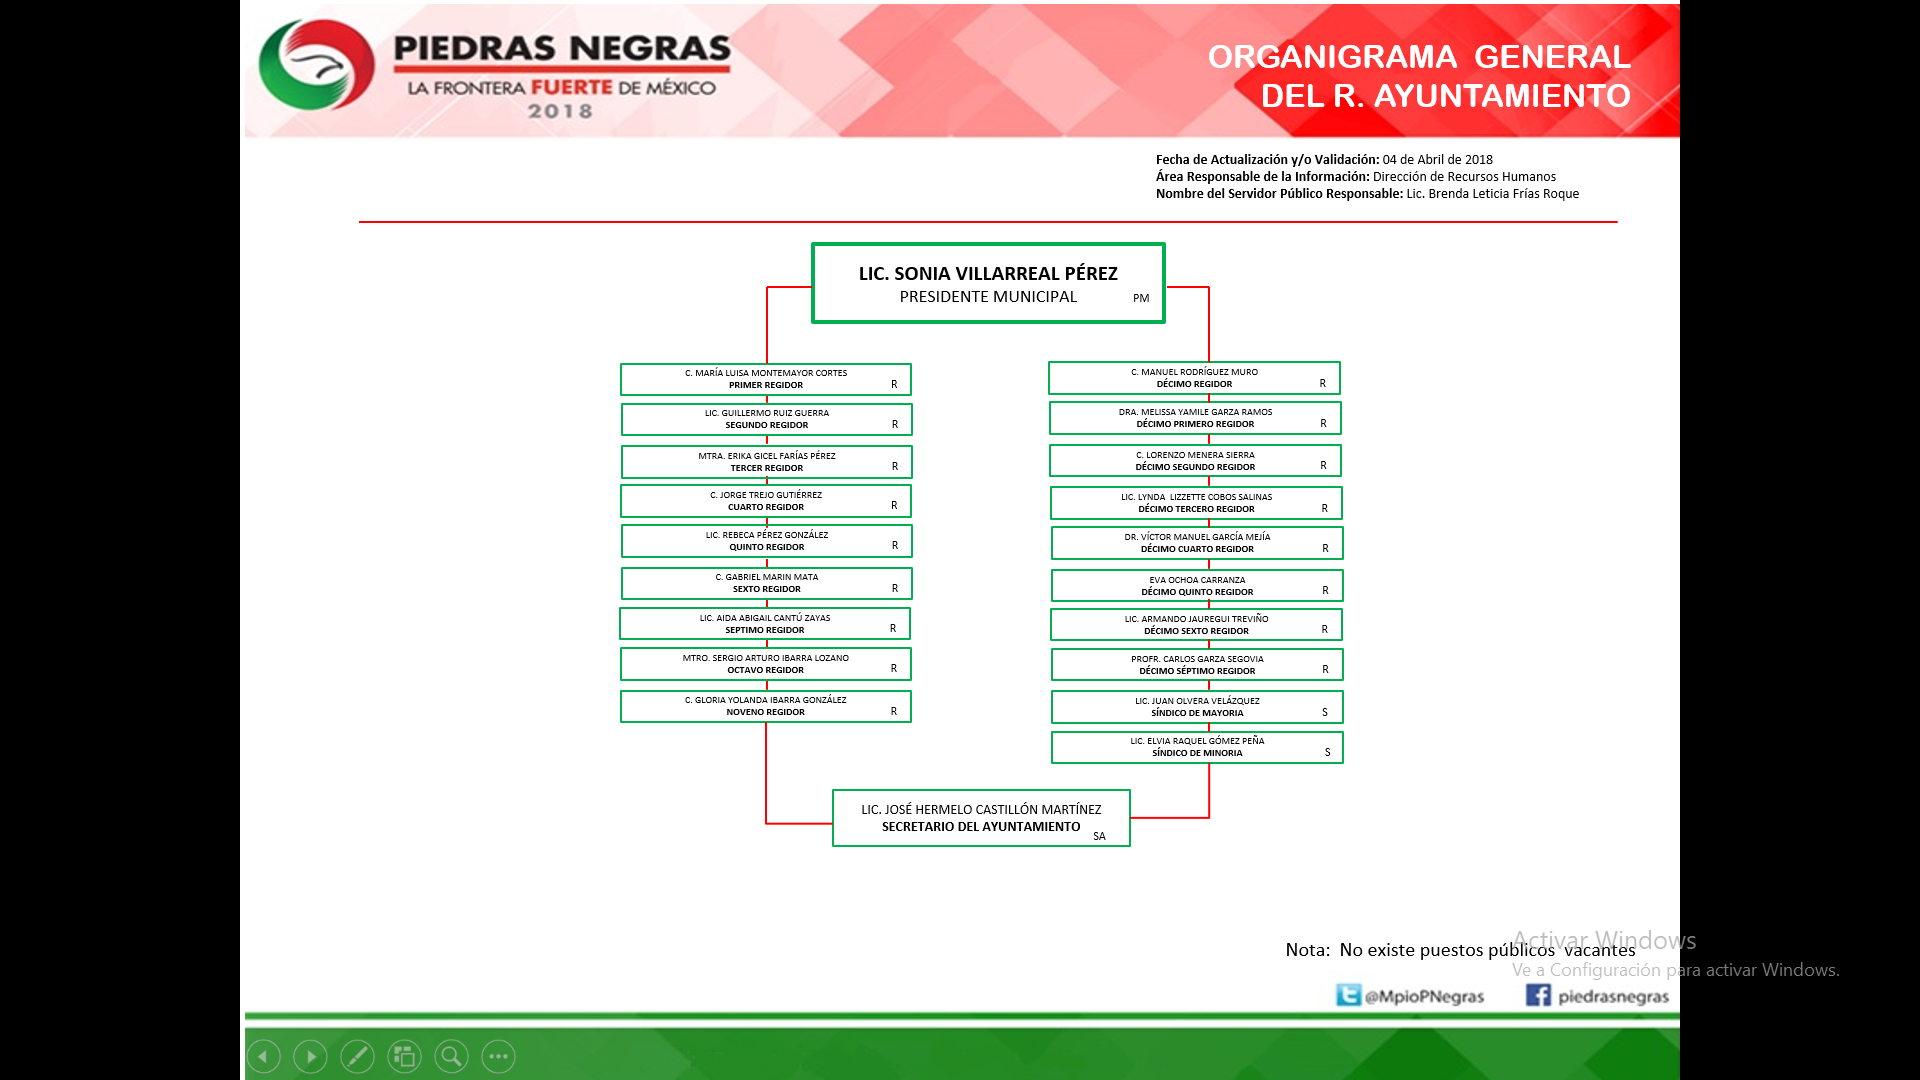 PIEDRAS NEGRAS
LA FRONTERA FUERTE DE MÉXICO
2018
ORGANIGRAMA GENERAL
DEL R. AYUNTAMIENTO
Fecha de Actualización y/o Validación: 04 de Abril de 2018
Área Responsable de la Información: Dirección de Recursos Humanos
Nombre del Servidor Público Responsable: Lic. Brenda Leticia Frías Roque
LIC. SONIA VILLARREAL PÉREZ
PRESIDENTE MUNICIPAL PM
C. MARÍA LUISA MONTEMAYOR CORTES
PRIMER REGIDOR R
LIC. GUILLERMO RUIZ GUERRA
SEGUNDO REGIDOR R
MTRA. ERIKA GICEL FARÍAS PÉREZ
TERCER REGIDOR R
C. JORGE TREJO GUTIÉRREZ
CUARTO REGIDOR R
LIC. REBECA PÉREZ GONZÁLEZ
QUINTO REGIDOR R
C. GABRIEL MARIN MATA
SEXTO REGIDOR R
LIC. AIDA ABIGAIL CANTÚ ZAYAS
SEPTIMO REGIDOR R
MTRO. SERGIO ARTURO IBARRA LOZANO
OCTAVO REGIDOR R
C. GLORIA YOLANDA IBARRA GONZÁLEZ
NOVENO REGIDOR R
C. MANUEL RODRÍGUEZ MURO
DÉCIMO REGIDOR R
DRA. MELISSA YAMILE GARZA RAMOS
DÉCIMO PRIMERO REGIDOR R
C. LORENZO MENERA SIERRA
DÉCIMO SEGUNDO REGIDOR R
LIC. LYNDA LIZZETTE COBOS SALINAS
DÉCIMO TERCERO REGIDOR R
DR. VÍCTOR MANUEL GARCÍA MEJÍA
DÉCIMO CUARTO REGIDOR R
EVA OCHOA CARRANZA
DÉCIMO QUINTO REGIDOR R
LIC. ARMANDO JAUREGUI TREVIÑO
DÉCIMO SEXTO REGIDOR R
PROFR. CARLOS GARZA SEGOVIA
DÉCIMO SÉPTIMO REGIDOR R
LIC. JUAN OLVERA VELÁZQUEZ
SÍNDICO DE MAYORIA S
LIC. ELVIA RAQUEL GÓMEZ PEÑA
SÍNDICO DE MINORIA S
LIC. JOSÉ HERMELO CASTILLÓN MARTÍNEZ
SECRETARIO DEL AYUNTAMIENTO
SA
Nota: No existe puestos públicos vacantes
Activar Windows
Ve a Configuración para activar Windows.
@MpioPNegras piedrasnegras